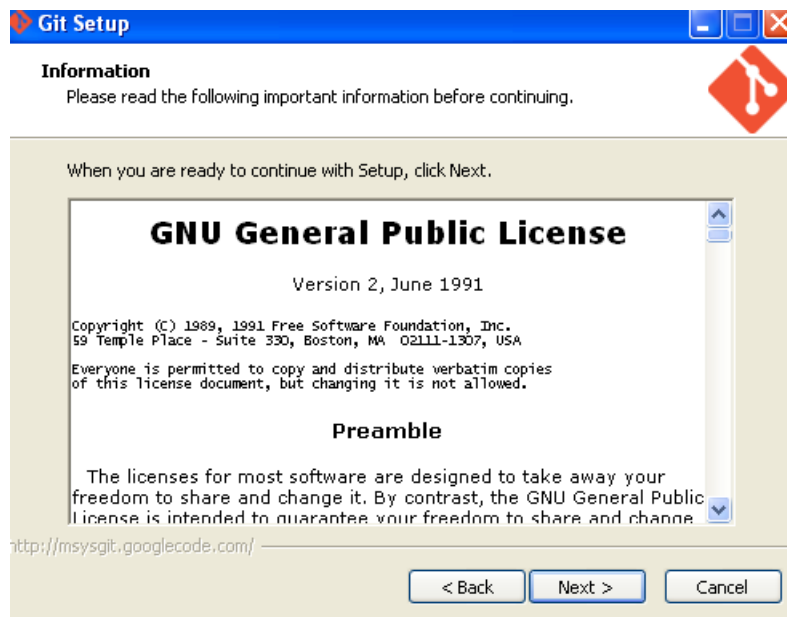 Git Setup
Information
Please read the following important information before continuing.
When you are ready to continue with Setup, click Next.
GNU General Public License
Version 2, June 1991
Copyright (C) 1989, 1991 Free Software Foundation, Inc.
59 Temple Place - Suite 330, Boston, MA  02111-1307, USA
Everyone is permitted to copy and distribute verbatim copies
of this license document, but changing it is not allowed.
Preamble
The licenses for most software are designed to take away your
freedom to share and change it. By contrast, the GNU General Public
License is intended to guarantee your freedom to share and change
http://msysgit.googlecode.com/
< Back
Next >
Cancel